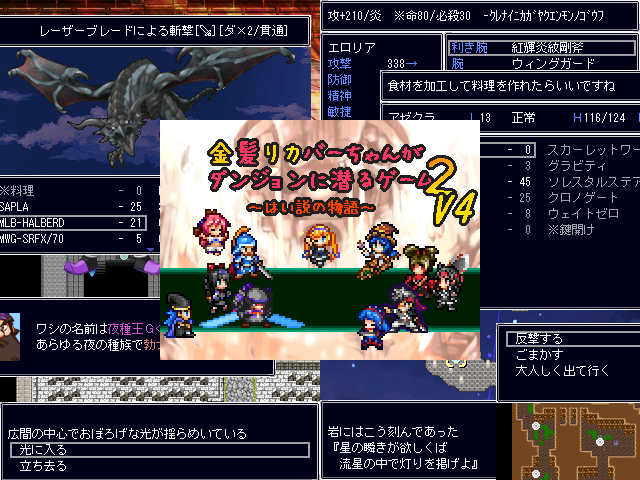 レーザーブレードによる斬撃[↘][ダ×2/貫通]
攻+210/炎 ※命80/必殺30 -ｸﾚﾅｲﾆｶｶﾞﾔｸｴﾝﾓﾝﾉｺﾞｳﾌ
エロリア
攻撃 338→
防御
精神
敏捷
利き腕 紅輝炎紋剛斧
腕 ウィングガード
食材を加工して料理を作れたらいいですね
アゼクラ L 13 正常 H116/124
- 0 スカーレットワー
- 3 グラビティ
- 45 ソレスタルステア
- 25 クロノゲート
- 8 ウェイトゼロ
- 0 ※鍵開け
金髪リカバーちゃんが
ダンジョンに潜るゲーム2
V4
～はい説の物語～
※料理 - 0
SAPLA - 25
MLB-HALBERD - 21
MWG-SRFX/70 - 5
ワシの名前は夜種王G
あらゆる夜の種族で勃
反撃する
ごまかす
大人しく出て行く
広間の中心でおぼろげな光が揺らめいている
光に入る
立ち去る
岩にはこう刻んであった
『星の瞬きが欲しくば
流星の中で灯りを掲げよ』